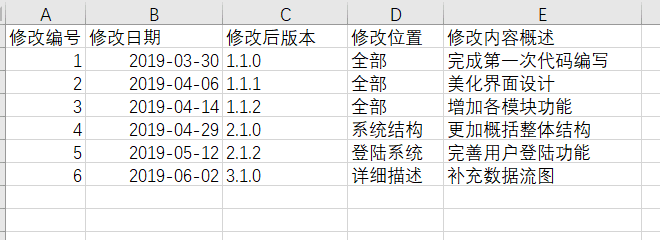 A B C D E
修改编号 修改日期 修改后版本 修改位置 修改内容概述
1 2019-03-30 1.1.0 全部 完成第一次代码编写
2 2019-04-06 1.1.1 全部 美化界面设计
3 2019-04-14 1.1.2 全部 增加各模块功能
4 2019-04-29 2.1.0 系统结构 更加概括整体结构
5 2019-05-12 2.1.2 登陆系统 完善用户登陆功能
6 2019-06-02 3.1.0 详细描述 补充数据流图